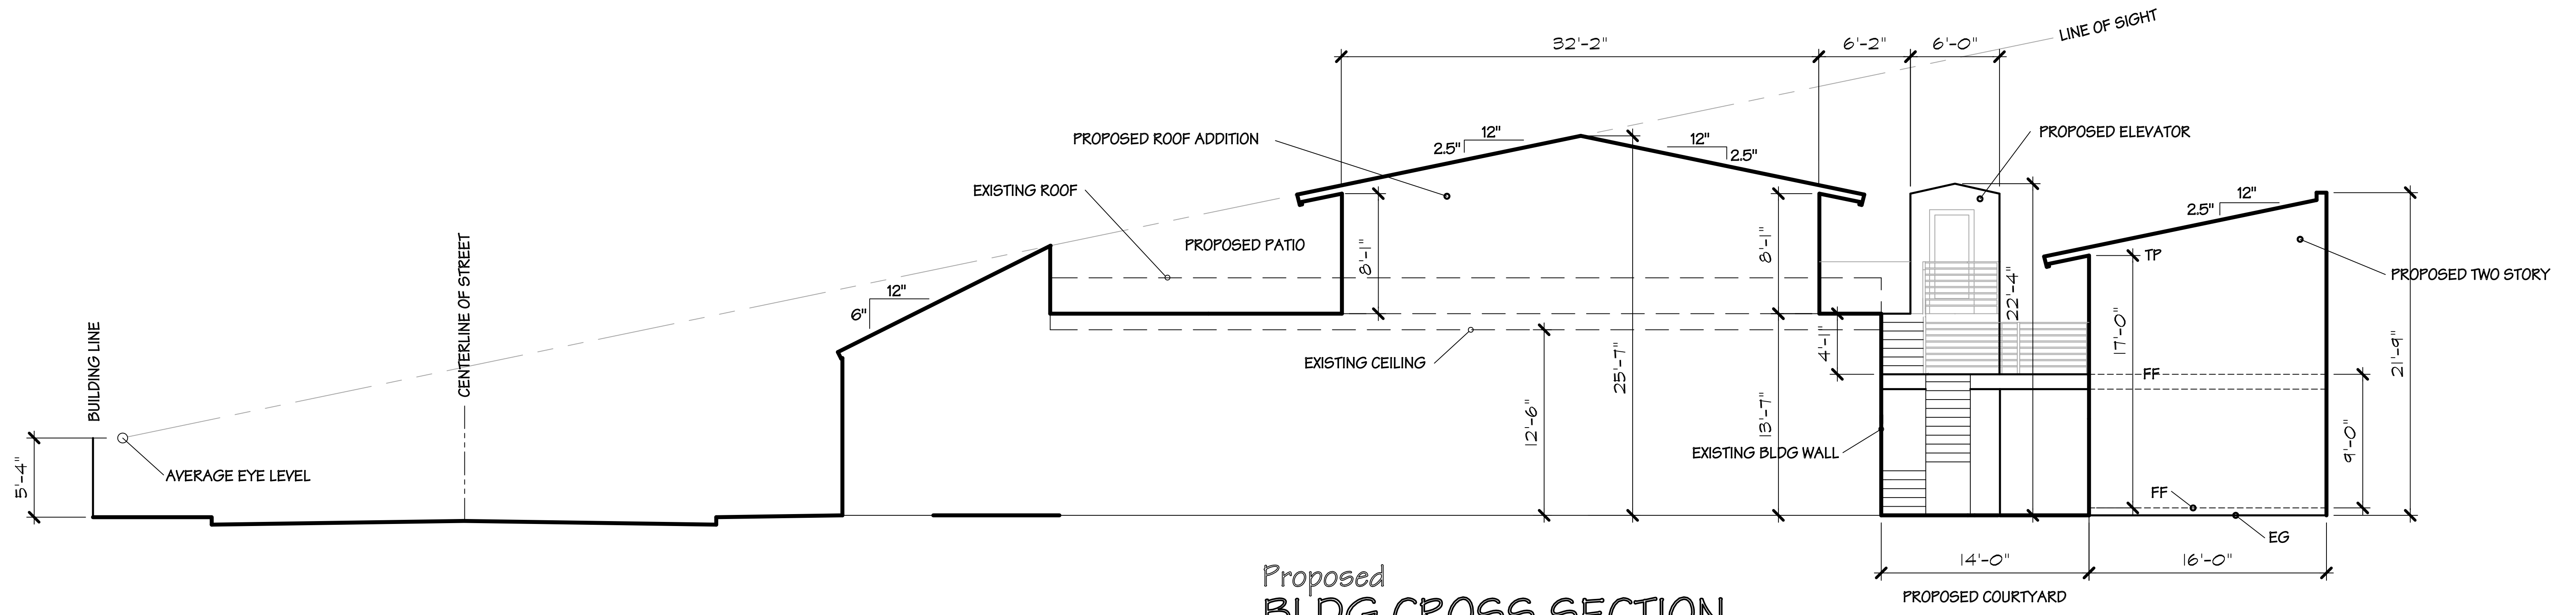 LINE OF SIGHT
32'-2"
6'-2"
6'-0"
PROPOSED ROOF ADDITION
12"
2.5"
12"
2.5"
PROPOSED ELEVATOR
EXISTING ROOF
PROPOSED PATIO
8'-1"
8'-1"
12"
2.5"
TP
PROPOSED TWO STORY
CENTERLINE OF STREET
BUILDING LINE
12"
6"
22'-4"
EXISTING CEILING
4'-1"
17'-0"
21'-9"
FF
25'-7"
12'-6"
13'-7"
9'-0"
EXISTING BLDG WALL
AVERAGE EYE LEVEL
5'-4"
FF
EG
14'-0"
16'-0"
PROPOSED COURTYARD
Proposed
BLDG CROSS SECTION